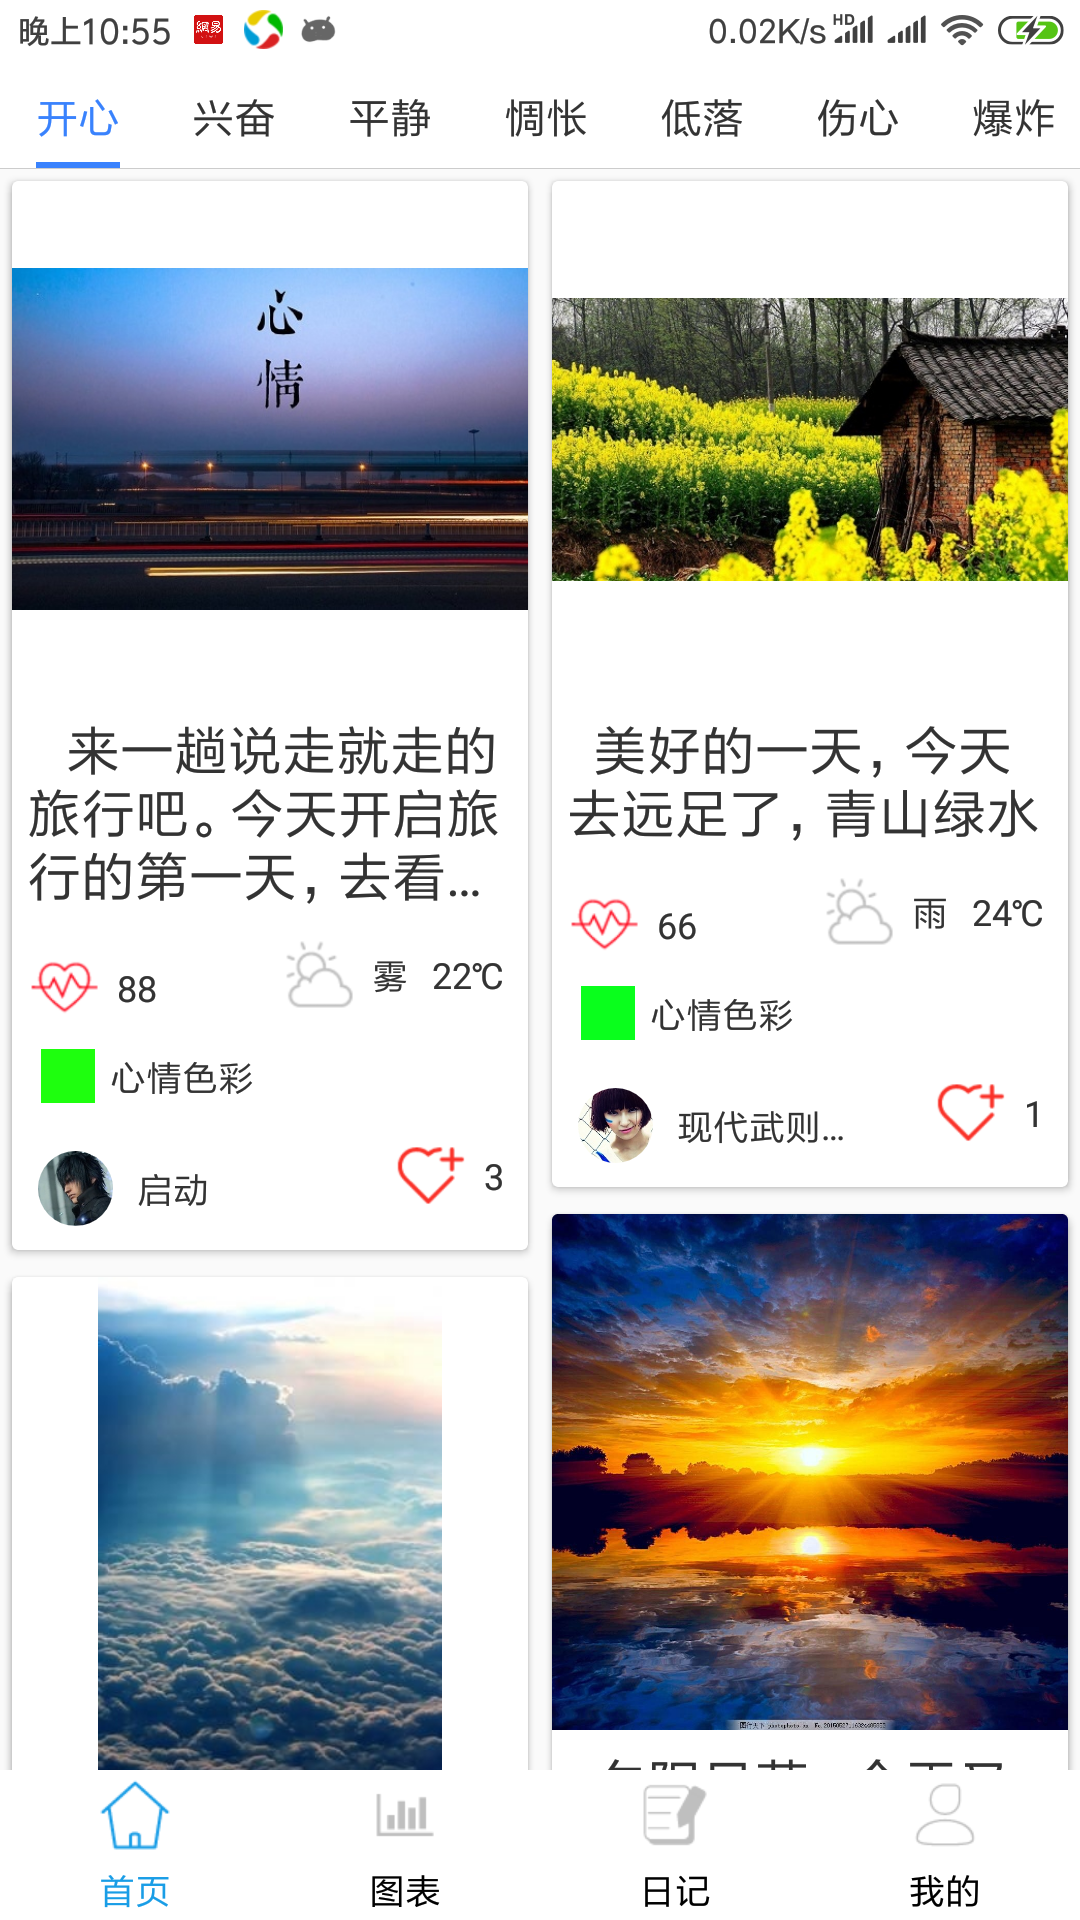 晚上10:55 網易 0.02K/s HD
开心 兴奋 平静 惆怅 低落 伤心 爆炸
心
情
来一趟说走就走的
旅行吧。今天开启旅
行的第一天，去看...
88 雾 22℃
心情色彩
启动 3
美好的一天，今天
去远足了，青山绿水
66 雨 24℃
心情色彩
现代武则... 1
首页 图表 日记 我的